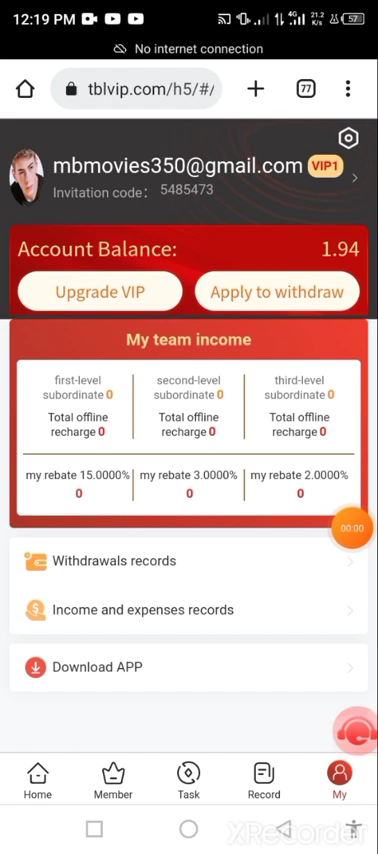 12:19 PM 4G 21.2 K/s 57
No internet connection
tblvip.com/h5/#/ 77
mbmovies350@gmail.com VIP1
Invitation code: 5485473
Account Balance: 1.94
Upgrade VIP Apply to withdraw
My team income
first-level second-level third-level
subordinate 0 subordinate 0 subordinate 0
Total offline Total offline Total offline
recharge 0 recharge 0 recharge 0
my rebate 15.0000% my rebate 3.0000% my rebate 2.0000%
0 0 0
00:00
Withdrawals records
Income and expenses records
Download APP
Home Member Task Record My
XRecorder